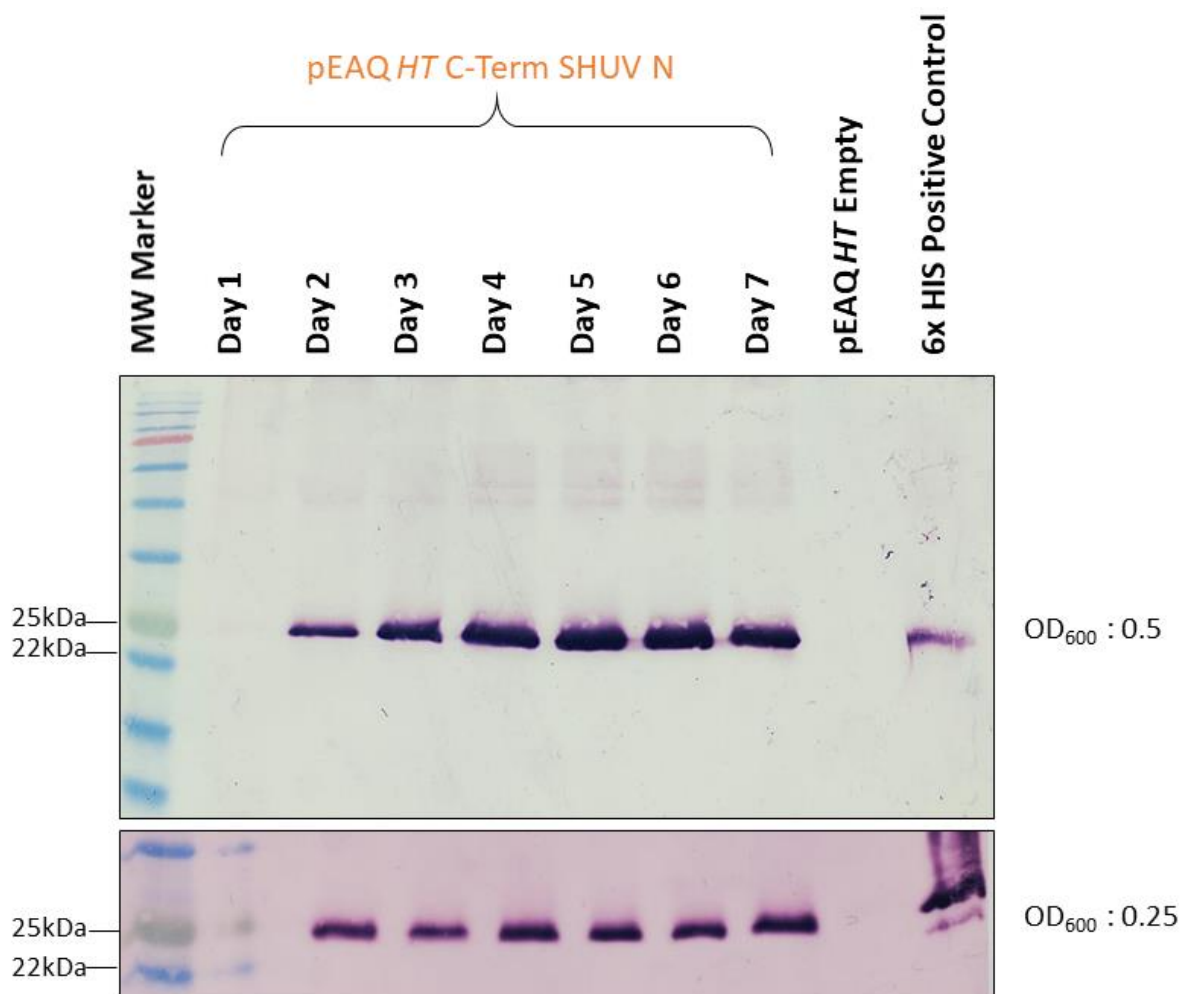 pEAQ HT C-Term SHUV N
MW Marker
Day 1
Day 2
Day 3
Day 4
Day 5
Day 6
Day 7
pEAQ HT Empty
6x HIS Positive Control
25kDa
22kDa
OD600 : 0.5
25kDa
22kDa
OD600 : 0.25